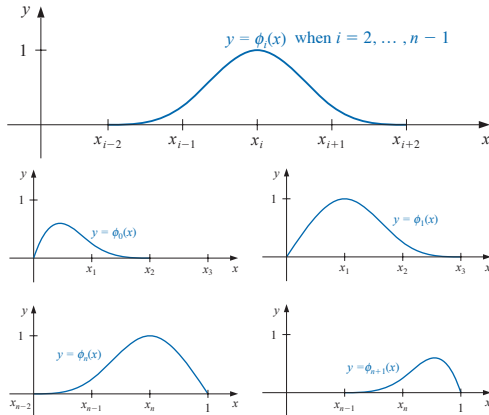 y
y = ϕᵢ(x) when i = 2, … , n − 1
1
xᵢ₋₂ xᵢ₋₁ xᵢ xᵢ₊₁ xᵢ₊₂ x
y
1
y = ϕ₀(x)
x₁ x₂ x₃ x
y
1
y = ϕ₁(x)
x₁ x₂ x₃ x
y
1
y = ϕₙ(x)
xₙ₋₂ xₙ₋₁ xₙ 1 x
y
1
y = ϕₙ₊₁(x)
xₙ₋₁ xₙ 1 x